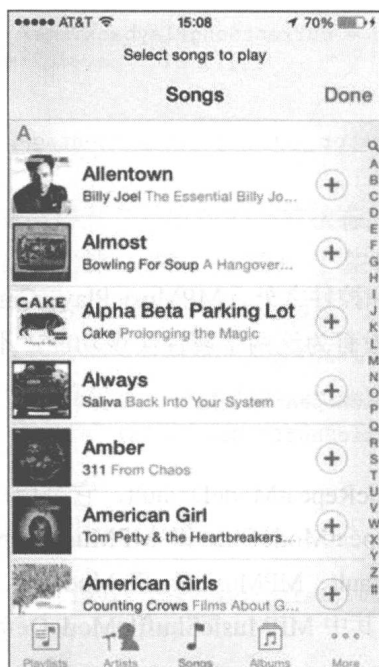 AT&T 15:08 70%
Select songs to play
Songs Done
A
Allentown
Billy Joel The Essential Billy Jo...
Almost
Bowling For Soup A Hangover...
CAKE
Alpha Beta Parking Lot
Cake Prolonging the Magic
Always
Saliva Back Into Your System
Amber
311 From Chaos
American Girl
Tom Petty & the Heartbreakers...
American Girls
Counting Crows Films About G...
A
B
C
D
E
F
G
H
I
J
K
L
M
N
O
P
Q
R
S
T
U
V
W
X
Y
Z
#
Playlists Artists Songs Albums More